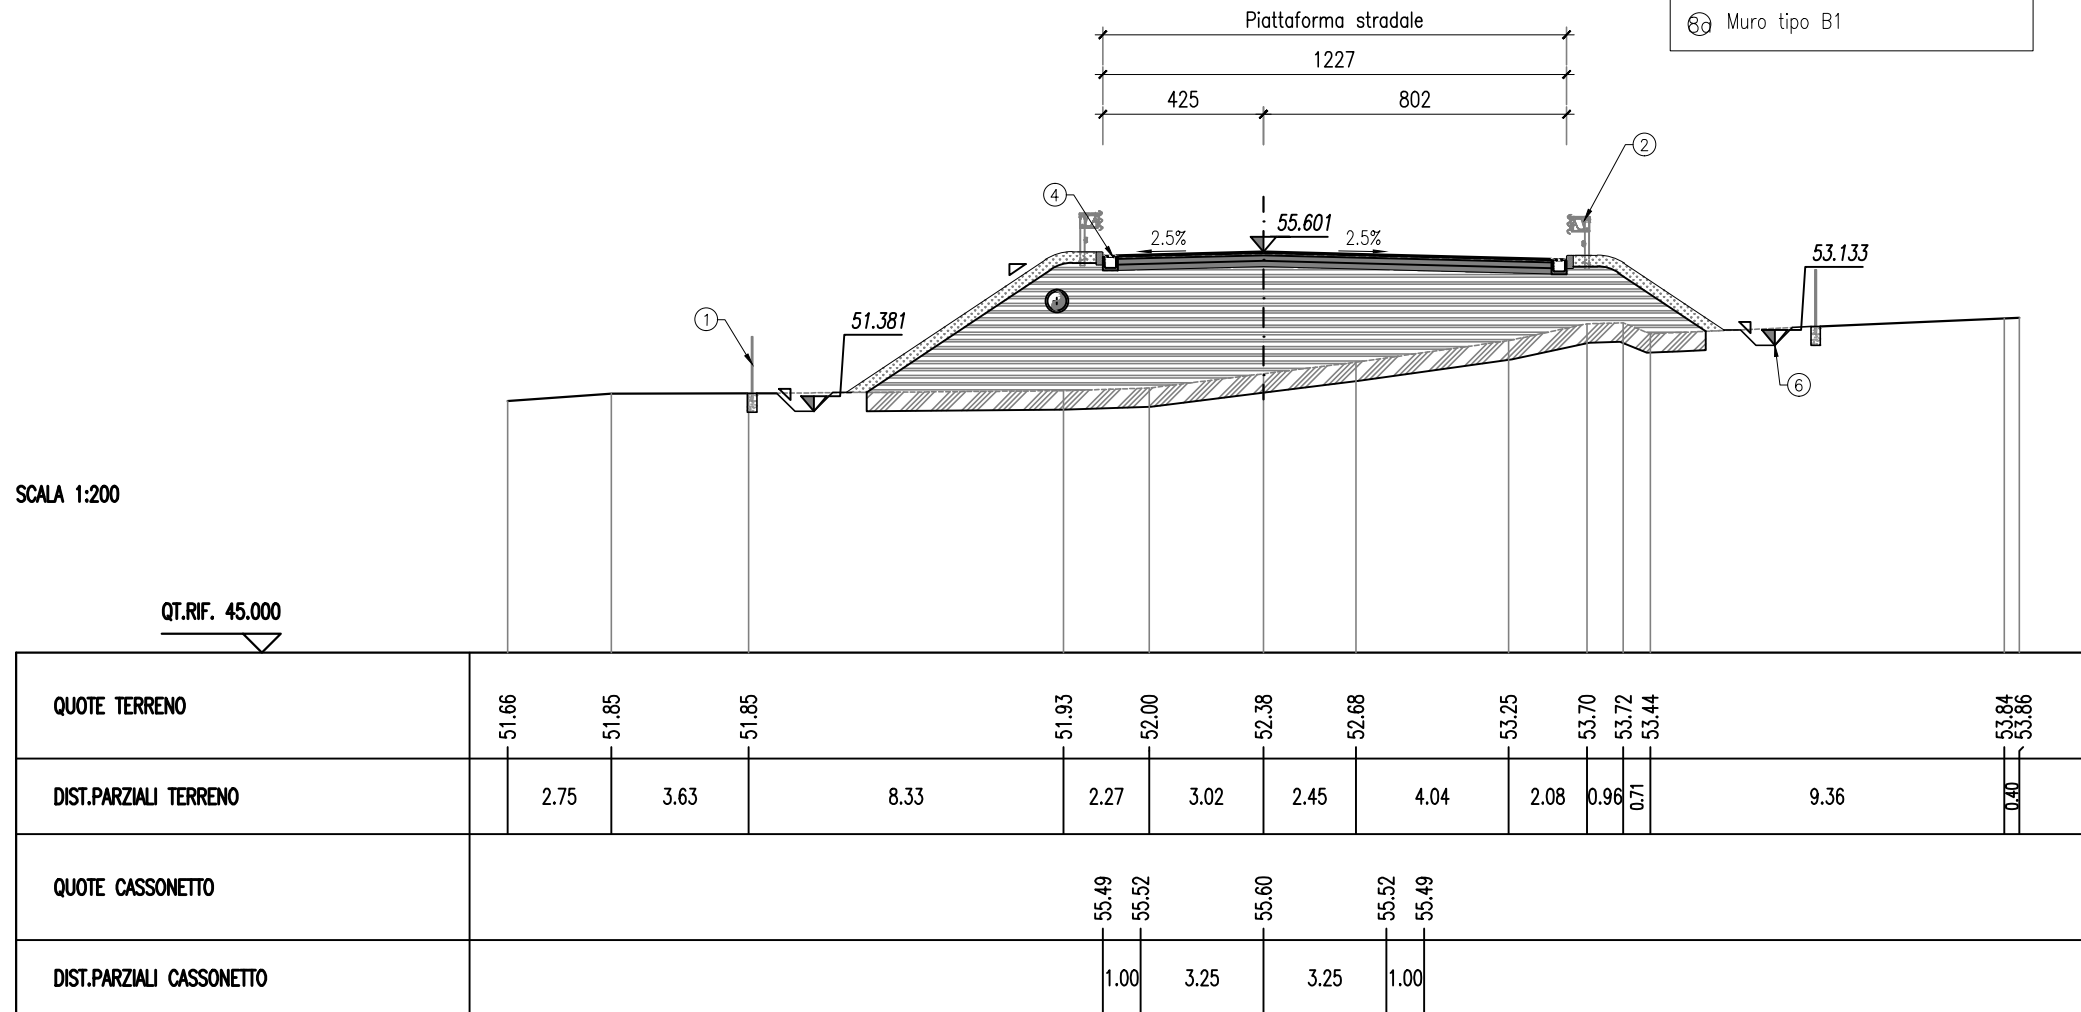 Piattaforma stradale
8a Muro tipo B1
1227
425 802
2
4
55.601
2.5% 2.5%
53.133
1
51.381
6
SCALA 1:200
QT.RIF. 45.000
QUOTE TERRENO 51.66 51.85 51.85 51.93 52.00 52.38 52.68 53.25 53.70 53.72 53.44 53.84 53.86
DIST.PARZIALI TERRENO 2.75 3.63 8.33 2.27 3.02 2.45 4.04 2.08 0.96 0.71 9.36 0.40
QUOTE CASSONETTO 55.49 55.52 55.60 55.52 55.49
DIST.PARZIALI CASSONETTO 1.00 3.25 3.25 1.00